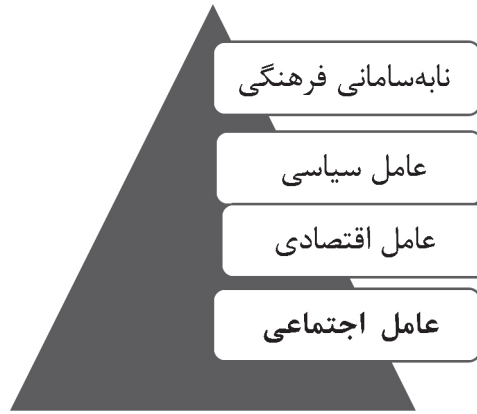 نابه‌سامانی فرهنگی
عامل سیاسی
عامل اقتصادی
عامل اجتماعی